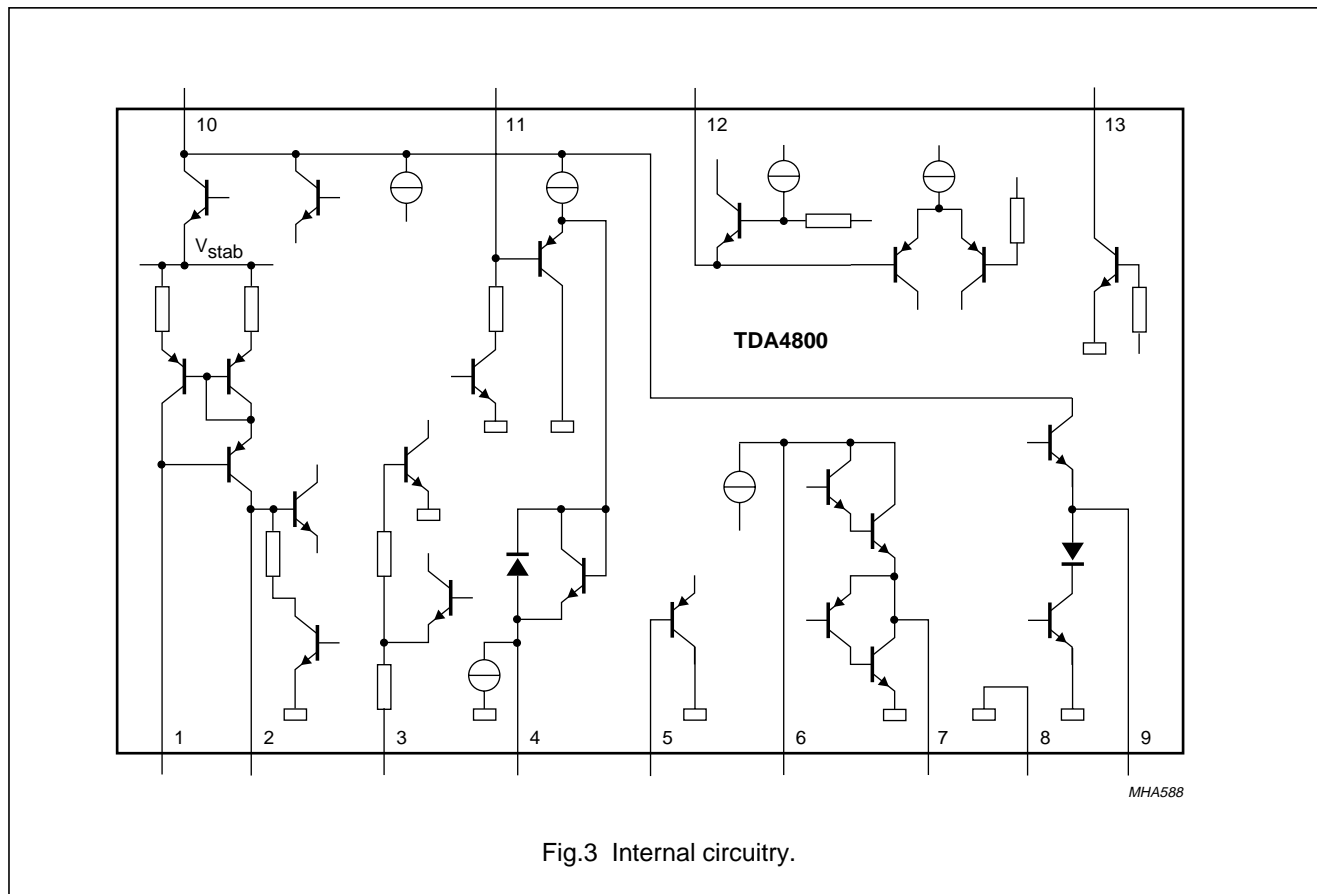 10 11 12 13
V_stab
TDA4800
1 2 3 4 5 6 7 8 9
MHA588
Fig.3 Internal circuitry.